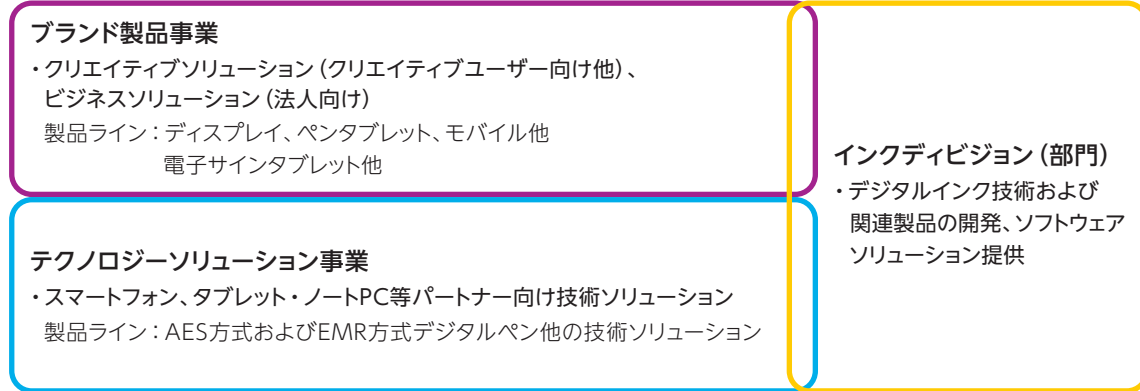 ブランド製品事業
・クリエイティブソリューション（クリエイティブユーザー向け他）、
ビジネスソリューション（法人向け）
製品ライン：ディスプレイ、ペンタブレット、モバイル他
電子サインタブレット他
テクノロジーソリューション事業
・スマートフォン、タブレット・ノートPC等パートナー向け技術ソリューション
製品ライン：AES方式およびEMR方式デジタルペン他の技術ソリューション
インクディビジョン（部門）
・デジタルインク技術および
関連製品の開発、ソフトウェア
ソリューション提供